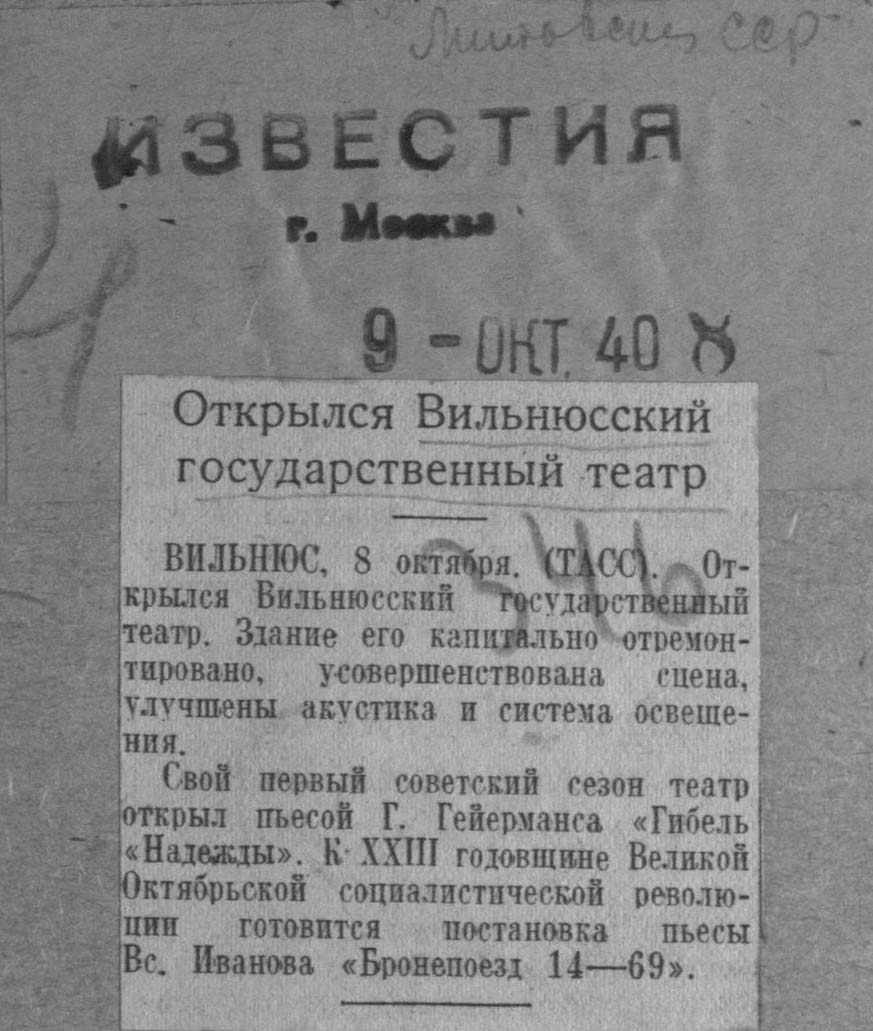 Литовская ССР
ИЗВЕСТИЯ
г. Москва
9 - ОКТ. 40
Открылся Вильнюсский
государственный театр
ВИЛЬНЮС, 8 октября. (ТАСС). От-
крылся Вильнюсский государственный
театр. Здание его капитально отремон-
тировано, усовершенствована сцена,
улучшены акустика и система освеще-
ния.
Свой первый советский сезон театр
открыл пьесой Г. Гейерманса «Гибель
«Надежды». К XXIII годовщине Великой
Октябрьской социалистической револю-
ции готовится постановка пьесы
Вс. Иванова «Бронепоезд 14—69».